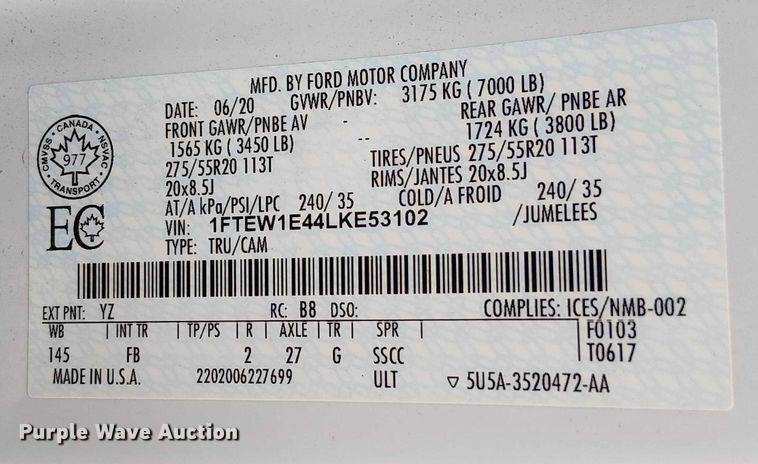 MFD. BY FORD MOTOR COMPANY
DATE: 06/20 GVWR/PNBV: 3175 KG ( 7000 LB)
FRONT GAWR/PNBE AV - REAR GAWR/ PNBE AR
1565 KG ( 3450 LB) -- 1724 KG ( 3800 LB)
275/55R20 113T TIRES/PNEUS 275/55R20 113T
20x8.5J RIMS/JANTES 20x8.5J
AT/A kPa/PSI/LPC 240/ 35 COLD/A FROID 240/ 35
VIN: 1FTEW1E44LKE53102 /JUMELEES
TYPE: TRU/CAM
CANADA
CMVSS NSVAC
977
TRANSPORT
EC
EXT PNT: YZ RC: B8 DSO: COMPLIES: ICES/NMB-002
WB | INT TR | TP/PS | R | AXLE | TR | SPR | F0103
145 FB 2 27 G SSCC T0617
MADE IN U.S.A. 2202006227699 ULT ▽ 5U5A-3520472-AA
Purple Wave Auction